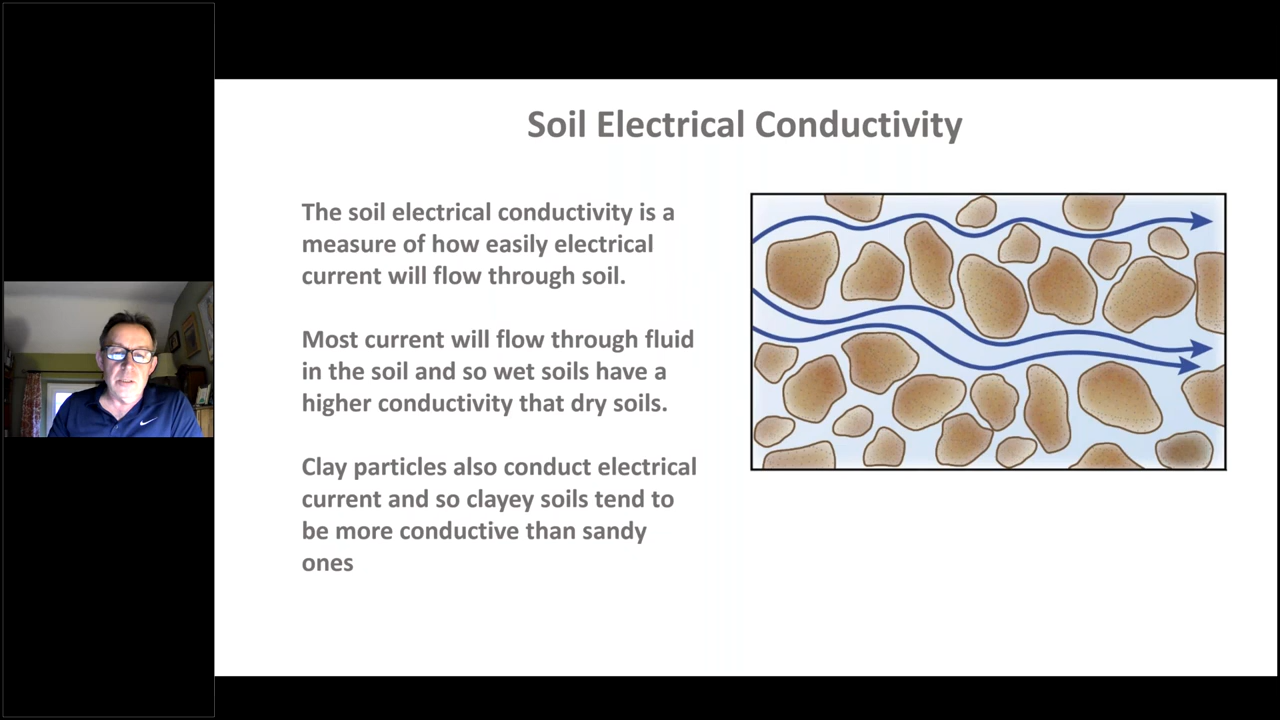 Soil Electrical Conductivity
The soil electrical conductivity is a
measure of how easily electrical
current will flow through soil.
Most current will flow through fluid
in the soil and so wet soils have a
higher conductivity that dry soils.
Clay particles also conduct electrical
current and so clayey soils tend to
be more conductive than sandy
ones